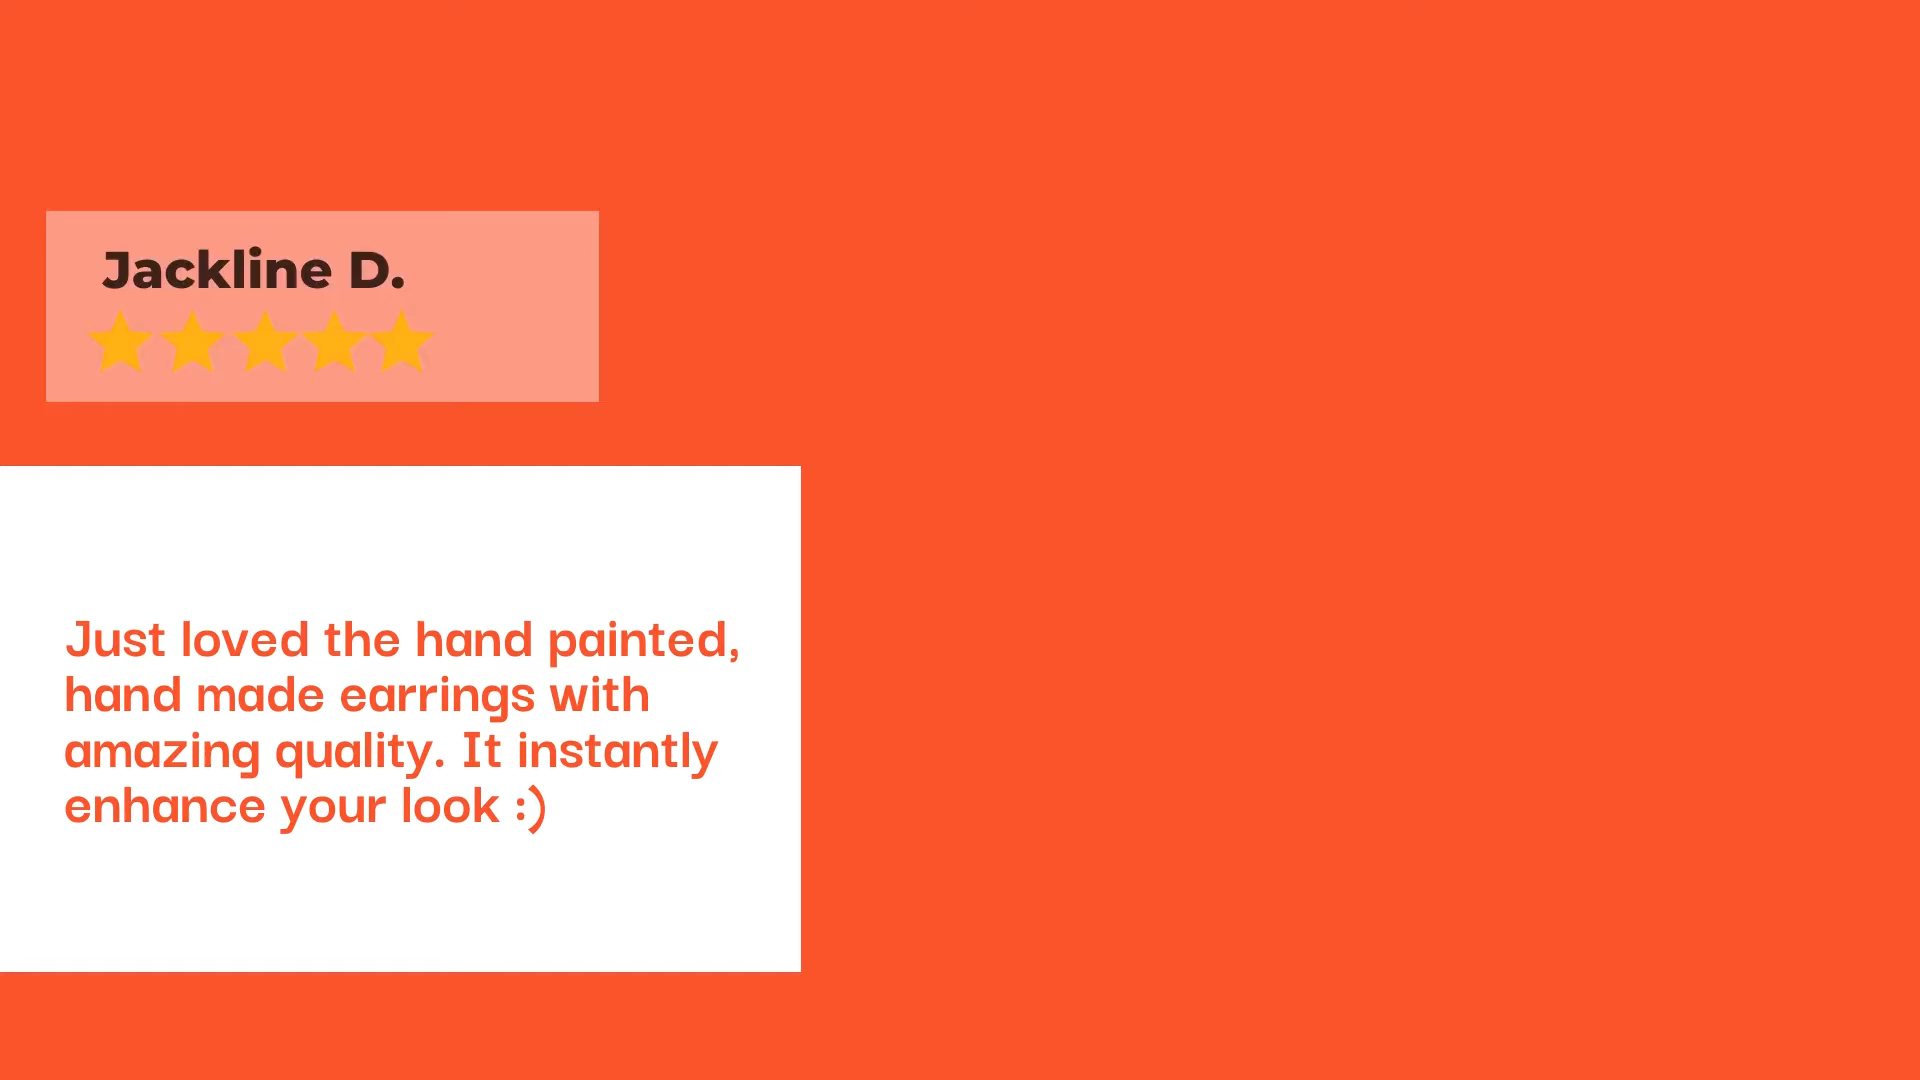 Jackline D.
Just loved the hand painted,
hand made earrings with
amazing quality. It instantly
enhance your look :)